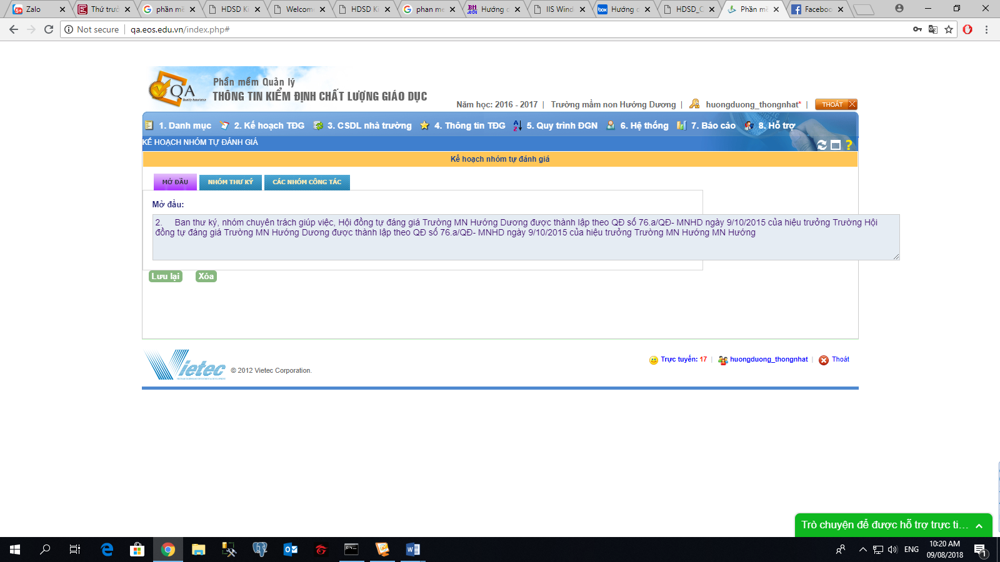 Zalo
Thứ trưở
phần mề
HDSD Ki
Welcome
HDSD Ki
phan me
BH .edu
Hướng d
IIS Wind
box
Hướng d
HDSD_C
Phần mề
Faceboo
Not secure
qa.eos.edu.vn/index.php#
QA
Quality Assurance
Phần mềm Quản lý
THÔNG TIN KIỂM ĐỊNH CHẤT LƯỢNG GIÁO DỤC
Năm học: 2016 - 2017 | Trường mầm non Hướng Dương | huongduong_thongnhat* | THOÁT
1. Danh mục 2. Kế hoạch TĐG 3. CSDL nhà trường 4. Thông tin TĐG 5. Quy trình ĐGN 6. Hệ thống 7. Báo cáo 8. Hỗ trợ
KẾ HOẠCH NHÓM TỰ ĐÁNH GIÁ
Kế hoạch nhóm tự đánh giá
MỞ ĐẦU NHÓM THƯ KÝ CÁC NHÓM CÔNG TÁC
Mở đầu:
2. Ban thư ký, nhóm chuyên trách giúp việc, Hội đồng tự đáng giá Trường MN Hướng Dương được thành lập theo QĐ số 76.a/QĐ- MNHD ngày 9/10/2015 của hiệu trưởng Trường Hội
đồng tự đáng giá Trường MN Hướng Dương được thành lập theo QĐ số 76.a/QĐ- MNHD ngày 9/10/2015 của hiệu trưởng Trường MN Hướng MN Hướng
Lưu lại Xóa
Vietec © 2012 Vietec Corporation.
Trực tuyến: 17 | huongduong_thongnhat | Thoát
Trò chuyện để được hỗ trợ trực ti...
ENG
10:20 AM
09/08/2018
1